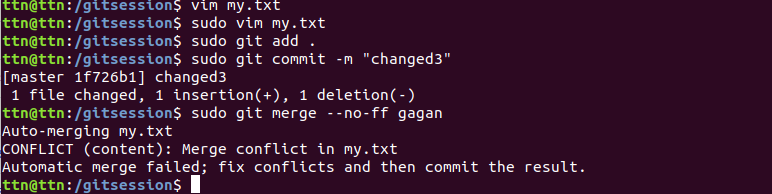 ttn@ttn:/gitsession$ vim my.txt
ttn@ttn:/gitsession$ sudo vim my.txt
ttn@ttn:/gitsession$ sudo git add .
ttn@ttn:/gitsession$ sudo git commit -m "changed3"
[master 1f726b1] changed3
 1 file changed, 1 insertion(+), 1 deletion(-)
ttn@ttn:/gitsession$ sudo git merge --no-ff gagan
Auto-merging my.txt
CONFLICT (content): Merge conflict in my.txt
Automatic merge failed; fix conflicts and then commit the result.
ttn@ttn:/gitsession$